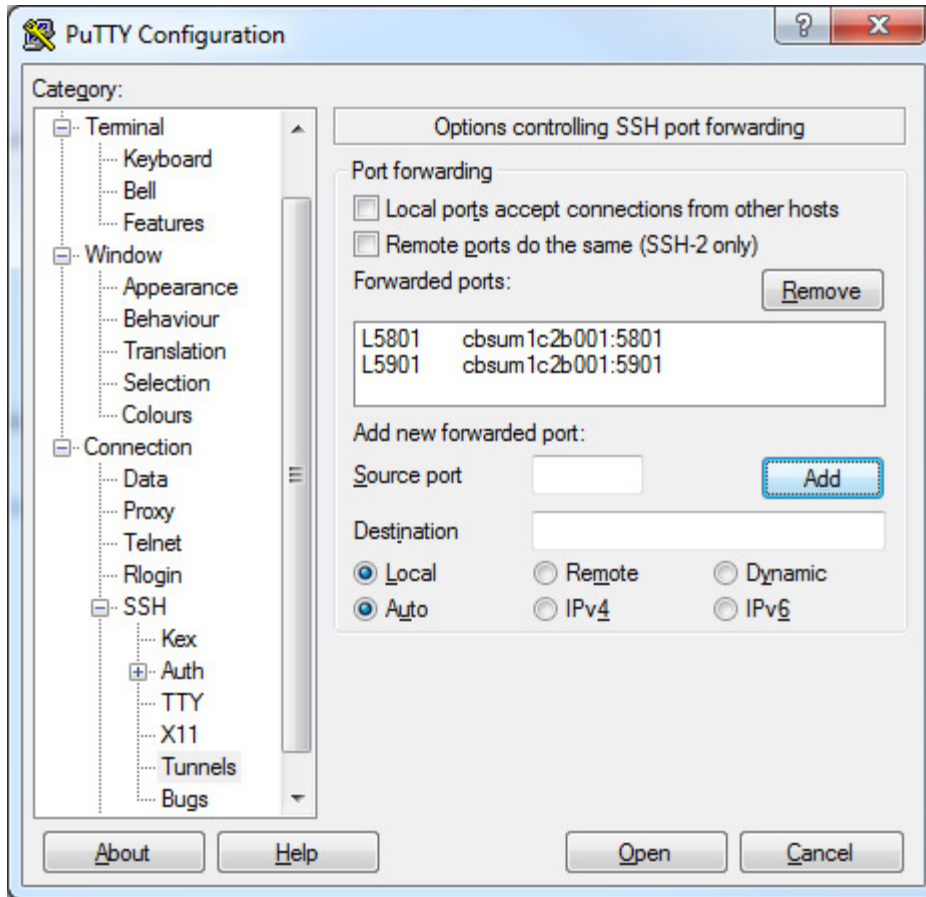 PuTTY Configuration
Category:
Terminal
Keyboard
Bell
Features
Window
Appearance
Behaviour
Translation
Selection
Colours
Connection
Data
Proxy
Telnet
Rlogin
SSH
Kex
Auth
TTY
X11
Tunnels
Bugs
Options controlling SSH port forwarding
Port forwarding
Local ports accept connections from other hosts
Remote ports do the same (SSH-2 only)
Forwarded ports:
Remove
L5801 cbsum1c2b001:5801
L5901 cbsum1c2b001:5901
Add new forwarded port:
Source port
Add
Destination
Local Remote Dynamic
Auto IPv4 IPv6
About Help Open Cancel